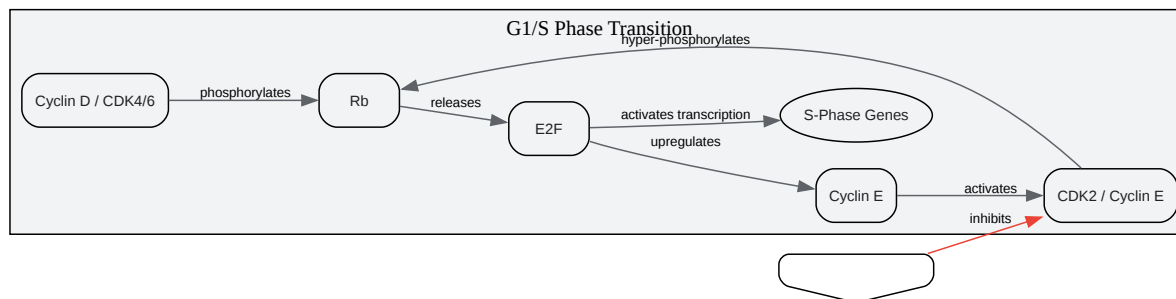 G1/S Phase Transition
hyper-phosphorylates
Cyclin D / CDK4/6
phosphorylates
Rb
releases
E2F
activates transcription
S-Phase Genes
upregulates
Cyclin E
activates
CDK2 / Cyclin E
inhibits